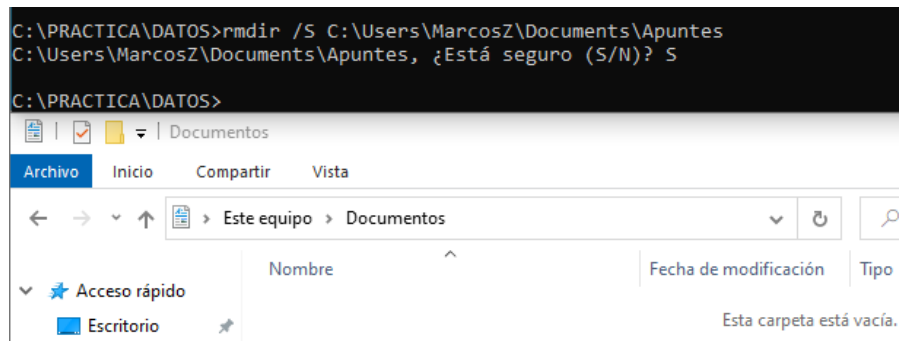 C:\PRACTICA\DATOS>rmdir /S C:\Users\MarcosZ\Documents\Apuntes
C:\Users\MarcosZ\Documents\Apuntes, ¿Está seguro (S/N)? S
C:\PRACTICA\DATOS>
Documentos
Archivo Inicio Compartir Vista
Este equipo > Documentos
Nombre Fecha de modificación Tipo
Acceso rápido
Esta carpeta está vacía.
Escritorio